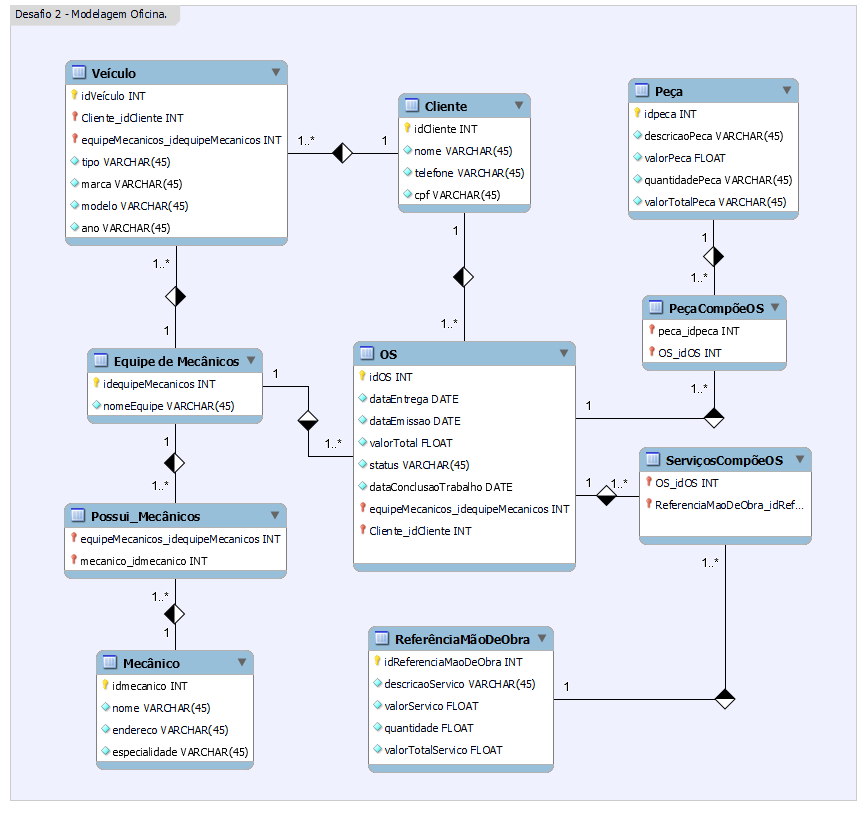 Desafio 2 - Modelagem Oficina.
Veículo
idVeículo INT
Cliente_idCliente INT
equipeMecanicos_idequipeMecanicos INT
tipo VARCHAR(45)
marca VARCHAR(45)
modelo VARCHAR(45)
ano VARCHAR(45)
1..*
1
Cliente
idCliente INT
nome VARCHAR(45)
telefone VARCHAR(45)
cpf VARCHAR(45)
Peça
idpeca INT
descricaoPeca VARCHAR(45)
valorPeca FLOAT
quantidadePeca VARCHAR(45)
valorTotalPeca VARCHAR(45)
1..*
1
1
1..*
1
1..*
PeçaCompõeOS
peca_idpeca INT
OS_idOS INT
Equipe de Mecânicos
idequipeMecanicos INT
nomeEquipe VARCHAR(45)
1
1..*
OS
idOS INT
dataEntrega DATE
dataEmissao DATE
valorTotal FLOAT
status VARCHAR(45)
dataConclusaoTrabalho DATE
equipeMecanicos_idequipeMecanicos INT
Cliente_idCliente INT
1
1..*
1
1..*
ServiçosCompõeOS
OS_idOS INT
ReferenciaMaoDeObra_idRef...
1
1..*
Possui_Mecânicos
equipeMecanicos_idequipeMecanicos INT
mecanico_idmecanico INT
1..*
1
Mecânico
idmecanico INT
nome VARCHAR(45)
endereco VARCHAR(45)
especialidade VARCHAR(45)
ReferênciaMãoDeObra
idReferenciaMaoDeObra INT
descricaoServico VARCHAR(45)
valorServico FLOAT
quantidade FLOAT
valorTotalServico FLOAT
1
1..*